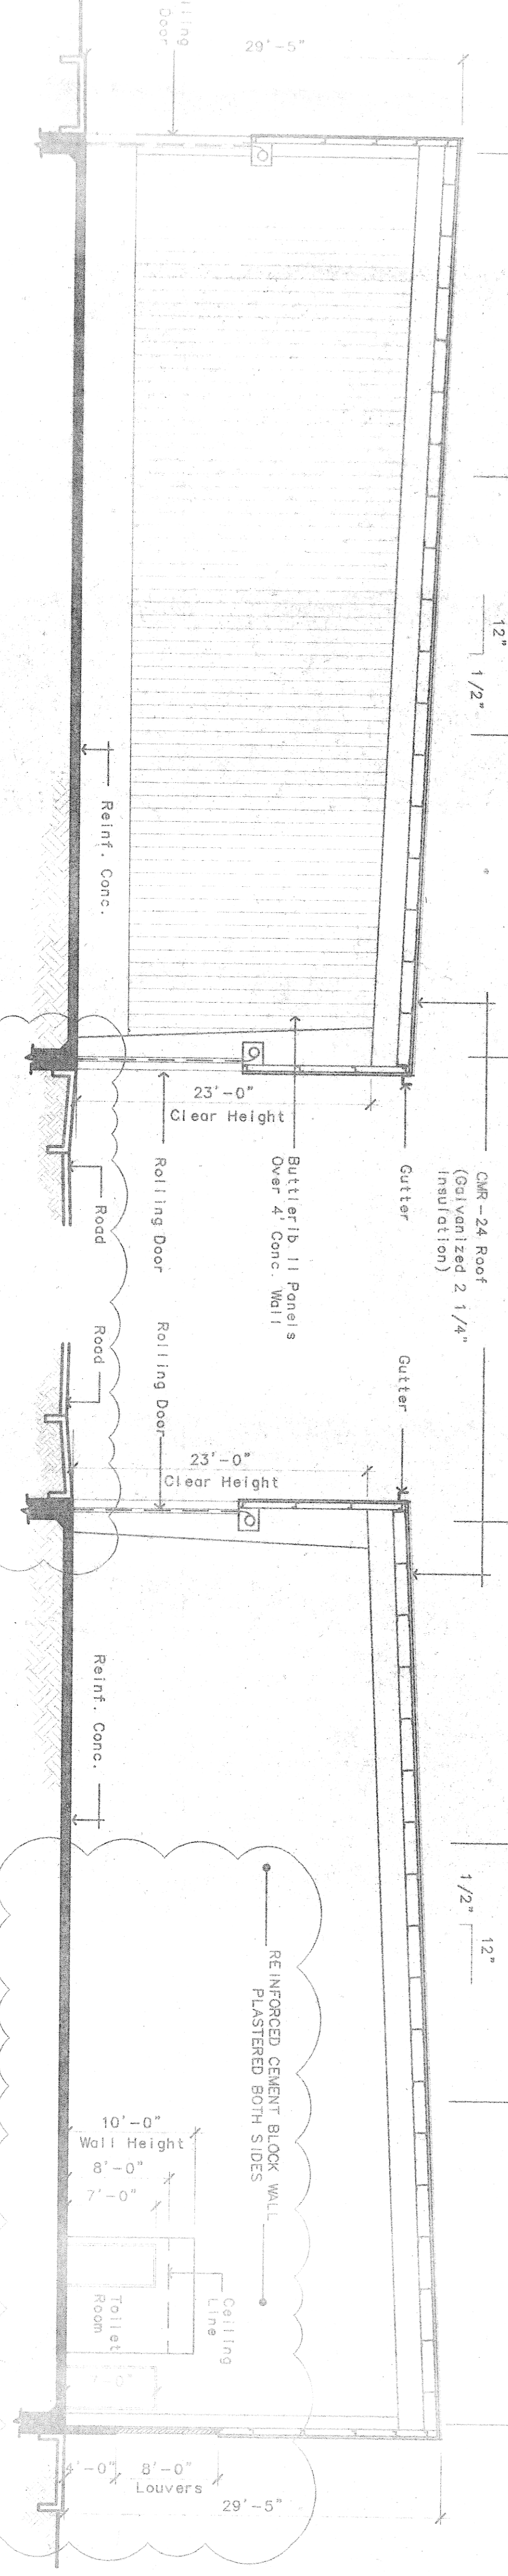 lling
Door
29'-5"
12"
1/2"
Reinf. Conc.
23'-0"
Clear Height
Rolling Door
Road
Buttlerib II Panels
Over 4' Conc. Wall
Gutter
CMR-24 Roof
(Galvanized 2 1/4"
Insulation)
Road
Rolling Door
Gutter
23'-0"
Clear Height
Reinf. Conc.
12"
1/2"
REINFORCED CEMENT BLOCK WALL
PLASTERED BOTH SIDES
10'-0"
Wall Height
8'-0"
7'-0"
Ceiling
Line
Toilet
Room
4'-0"
8'-0"
Louvers
29'-5"